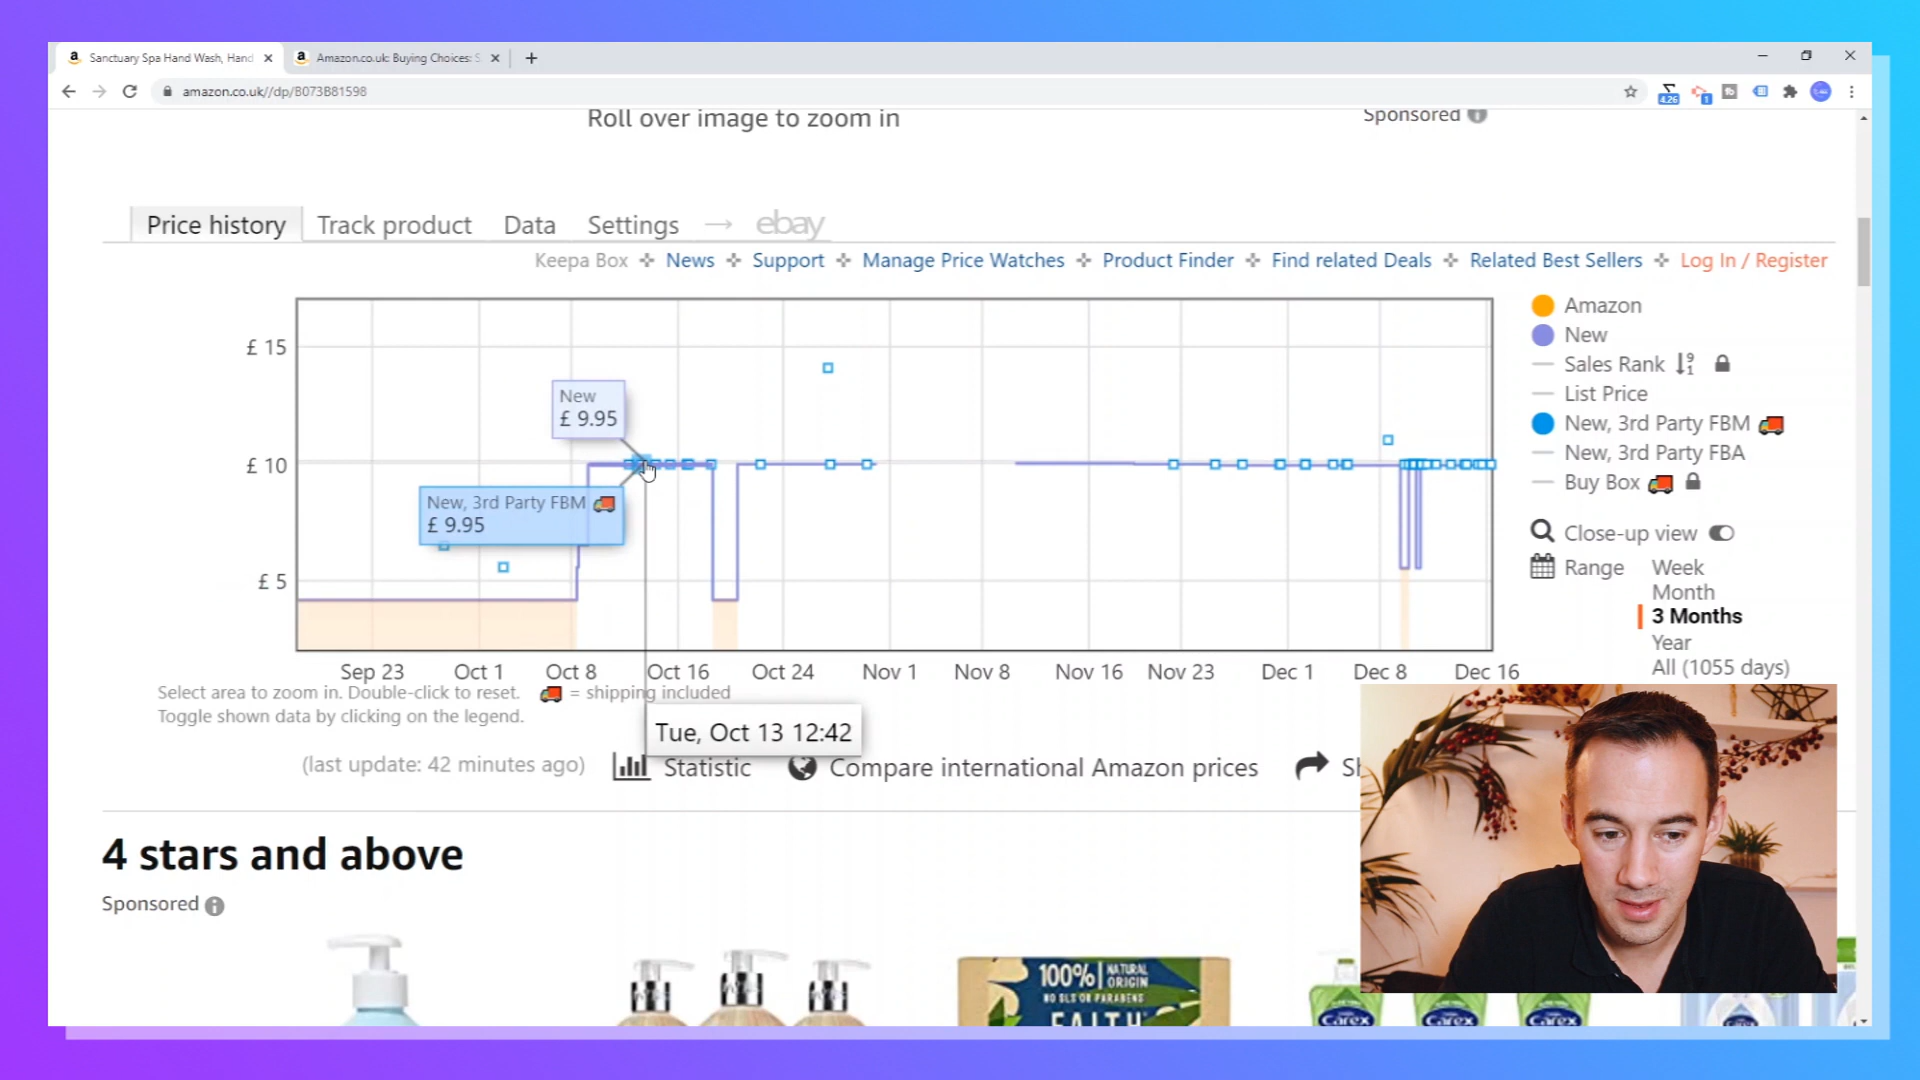 Sanctuary Spa Hand Wash, Hand
Amazon.co.uk: Buying Choices: S
amazon.co.uk//dp/B073B81598
4.26
1
Roll over image to zoom in
Sponsored
Price history
Track product
Data
Settings
ebay
Keepa Box
News
Support
Manage Price Watches
Product Finder
Find related Deals
Related Best Sellers
Log In / Register
£ 15
£ 10
£ 5
New
£ 9.95
New, 3rd Party FBM
£ 9.95
Amazon
New
Sales Rank
List Price
New, 3rd Party FBM
New, 3rd Party FBA
Buy Box
Close-up view
Range
Week
Month
3 Months
Year
All (1055 days)
Sep 23
Oct 1
Oct 8
Oct 16
Oct 24
Nov 1
Nov 8
Nov 16
Nov 23
Dec 1
Dec 8
Dec 16
Select area to zoom in. Double-click to reset.
= shipping included
Toggle shown data by clicking on the legend.
Tue, Oct 13 12:42
(last update: 42 minutes ago)
Statistic
Compare international Amazon prices
4 stars and above
Sponsored
100% NATURAL ORIGIN
NO SLS OR PARABENS
FAITH
Carex
Carex
Carex